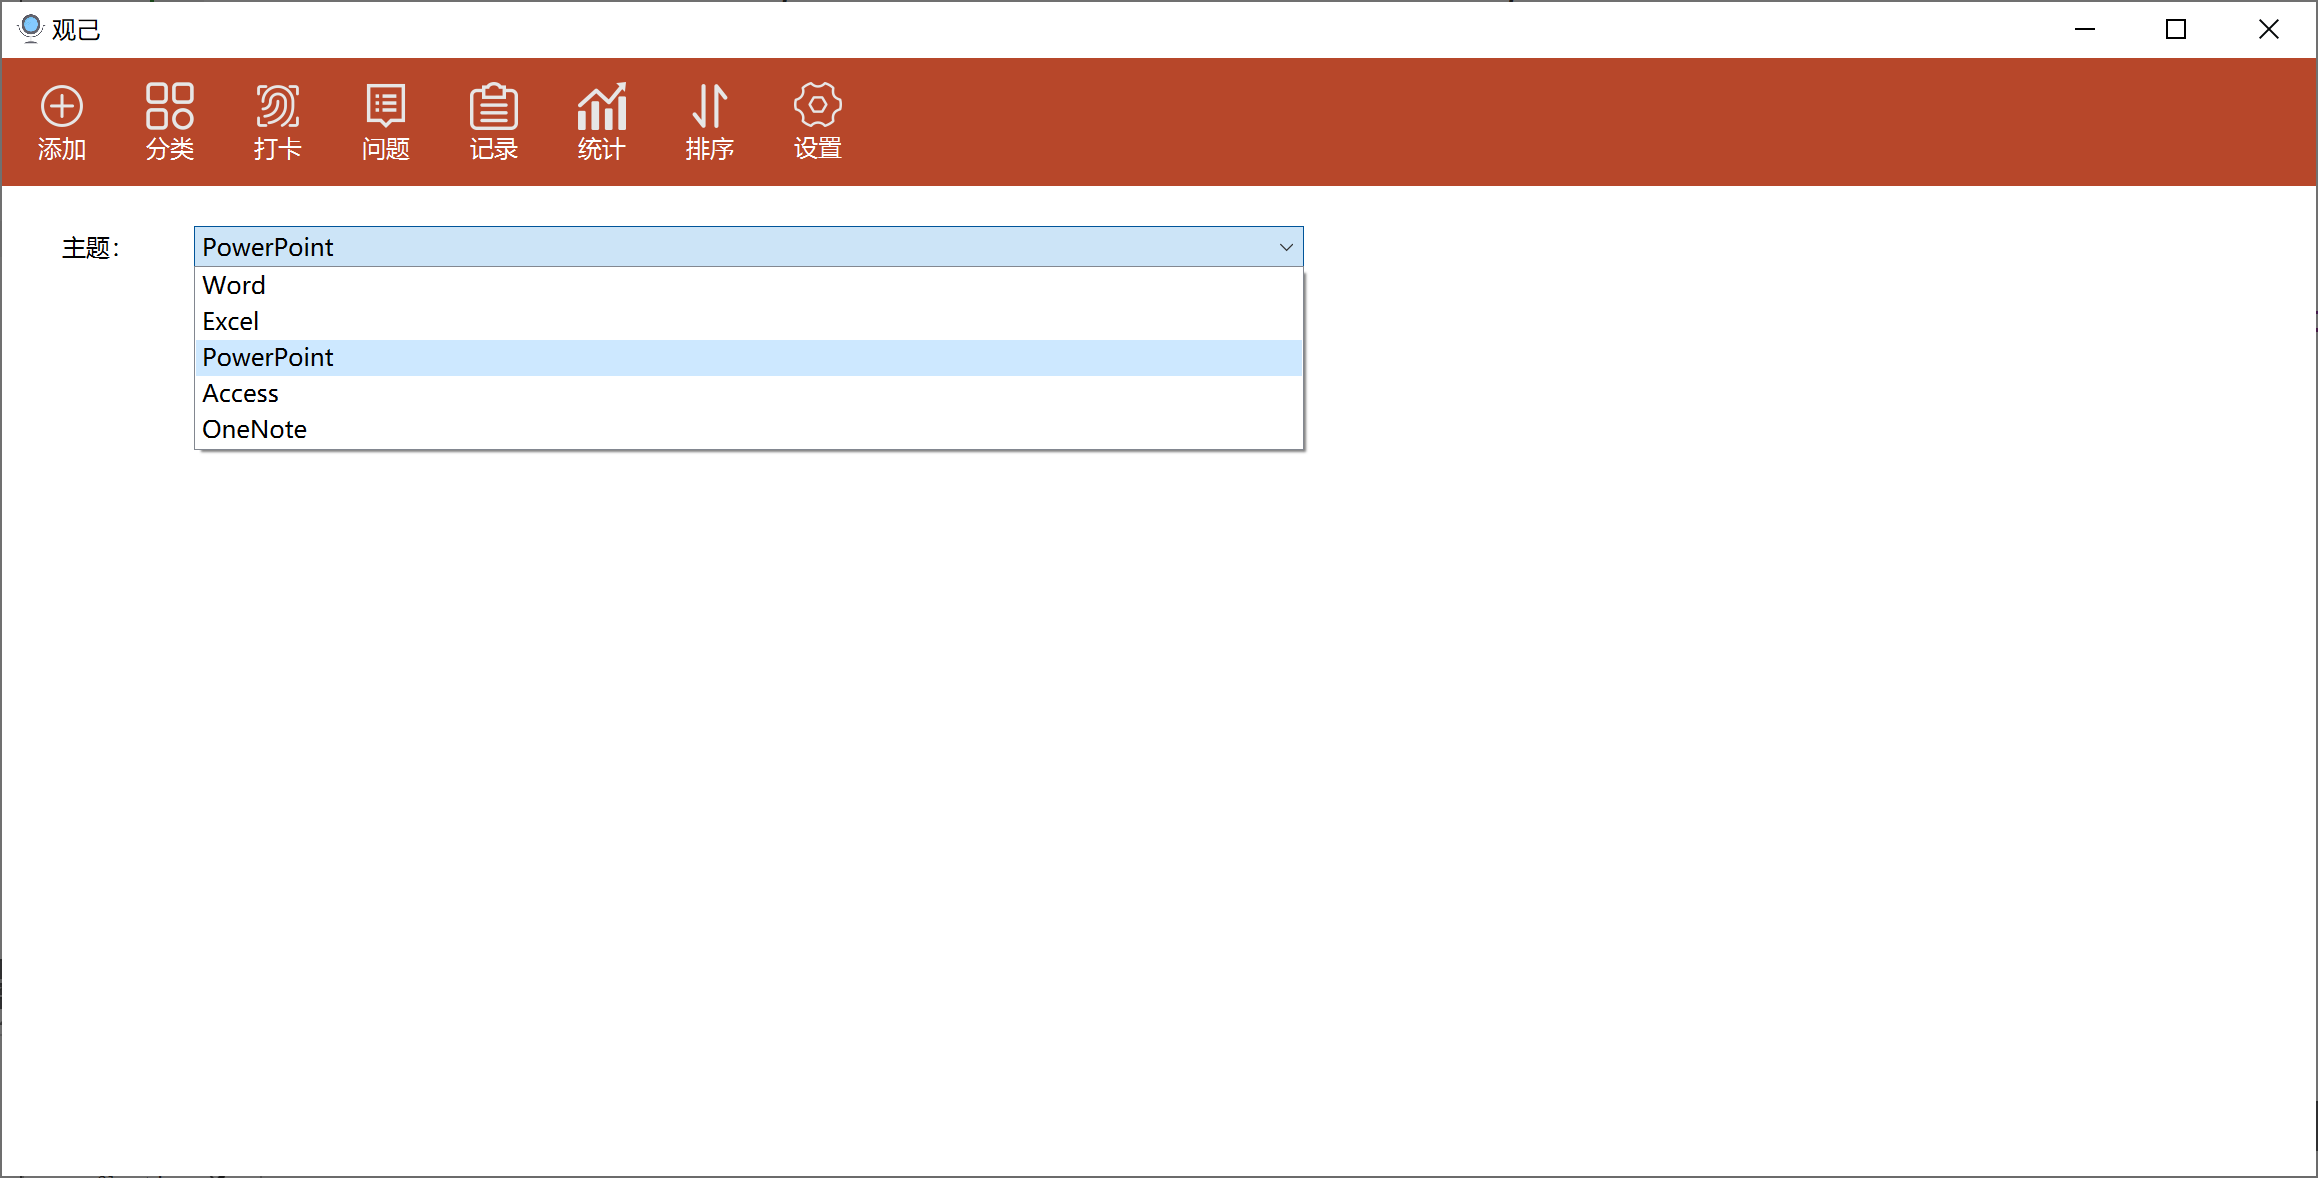 观己
添加 分类 打卡 问题 记录 统计 排序 设置
主题： PowerPoint
Word
Excel
PowerPoint
Access
OneNote